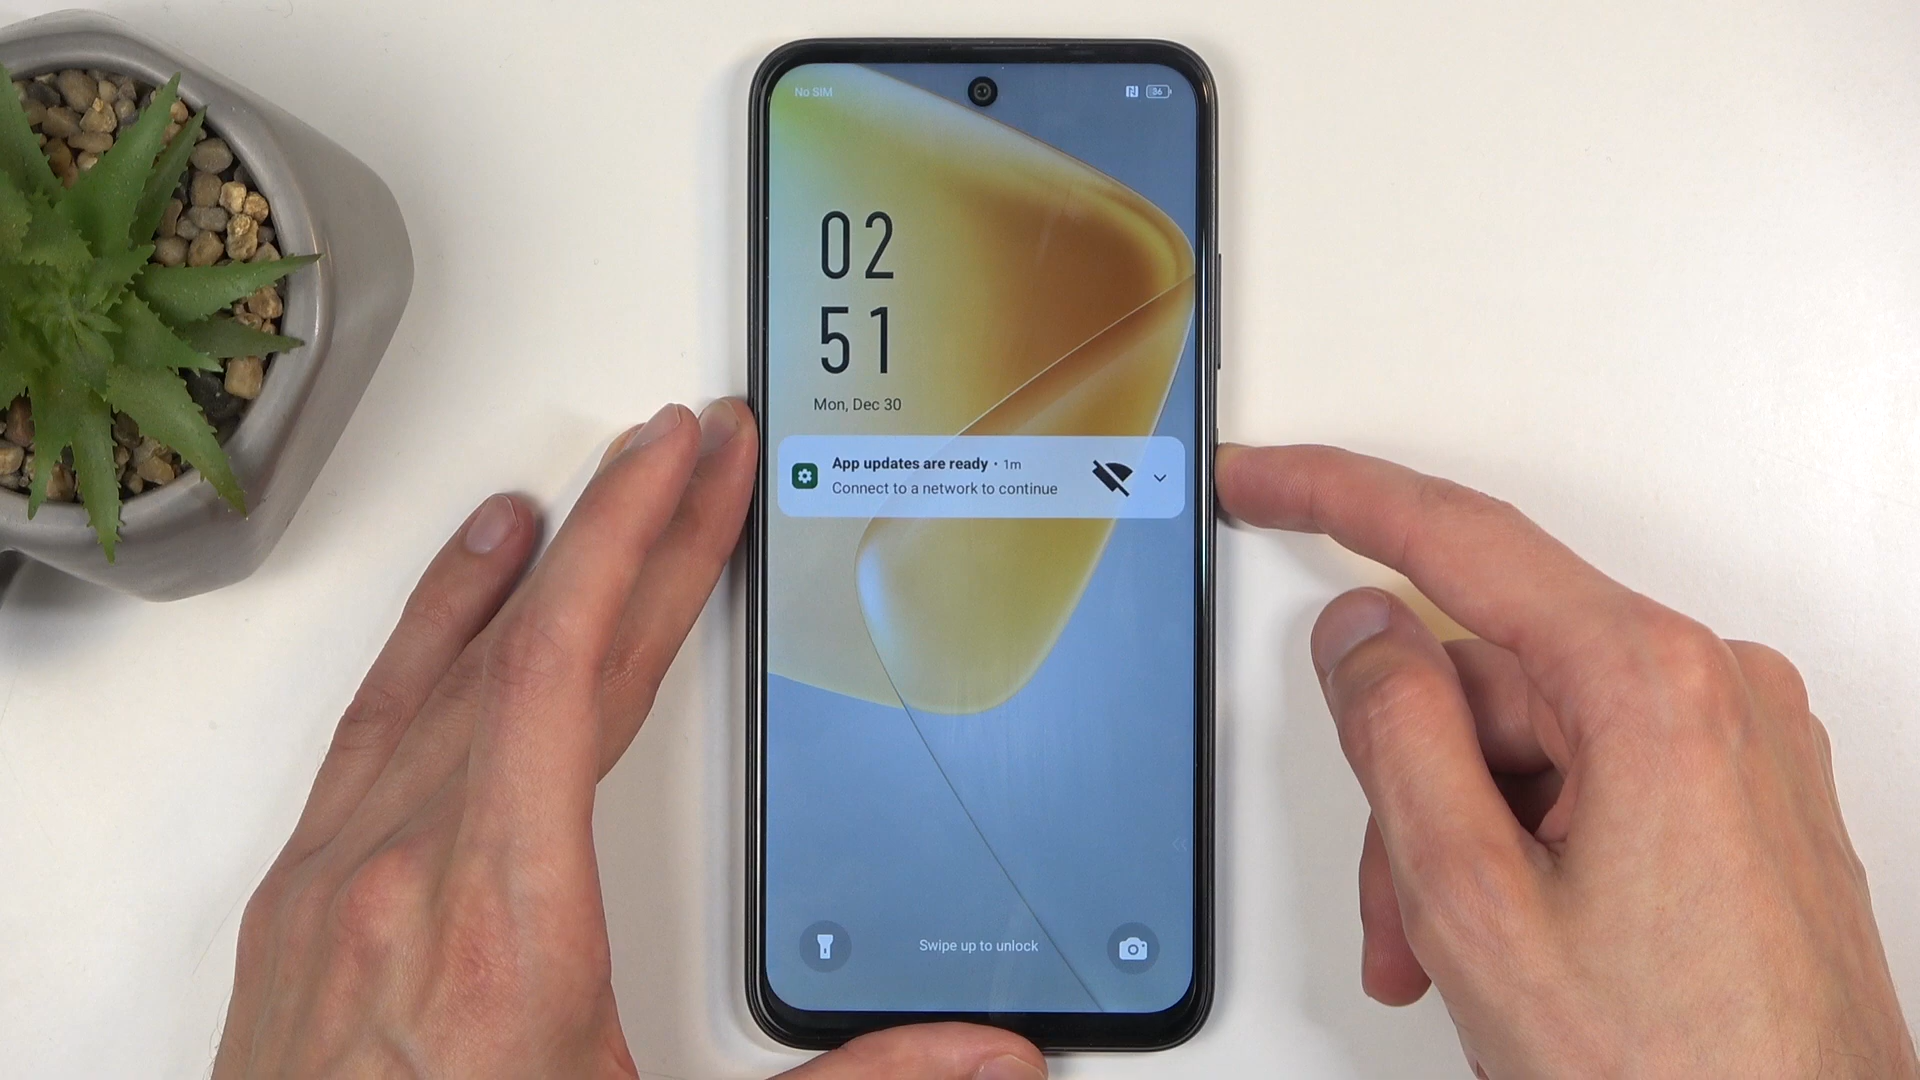 No SIM
36
02
51
Mon, Dec 30
App updates are ready • 1m
Connect to a network to continue
Swipe up to unlock